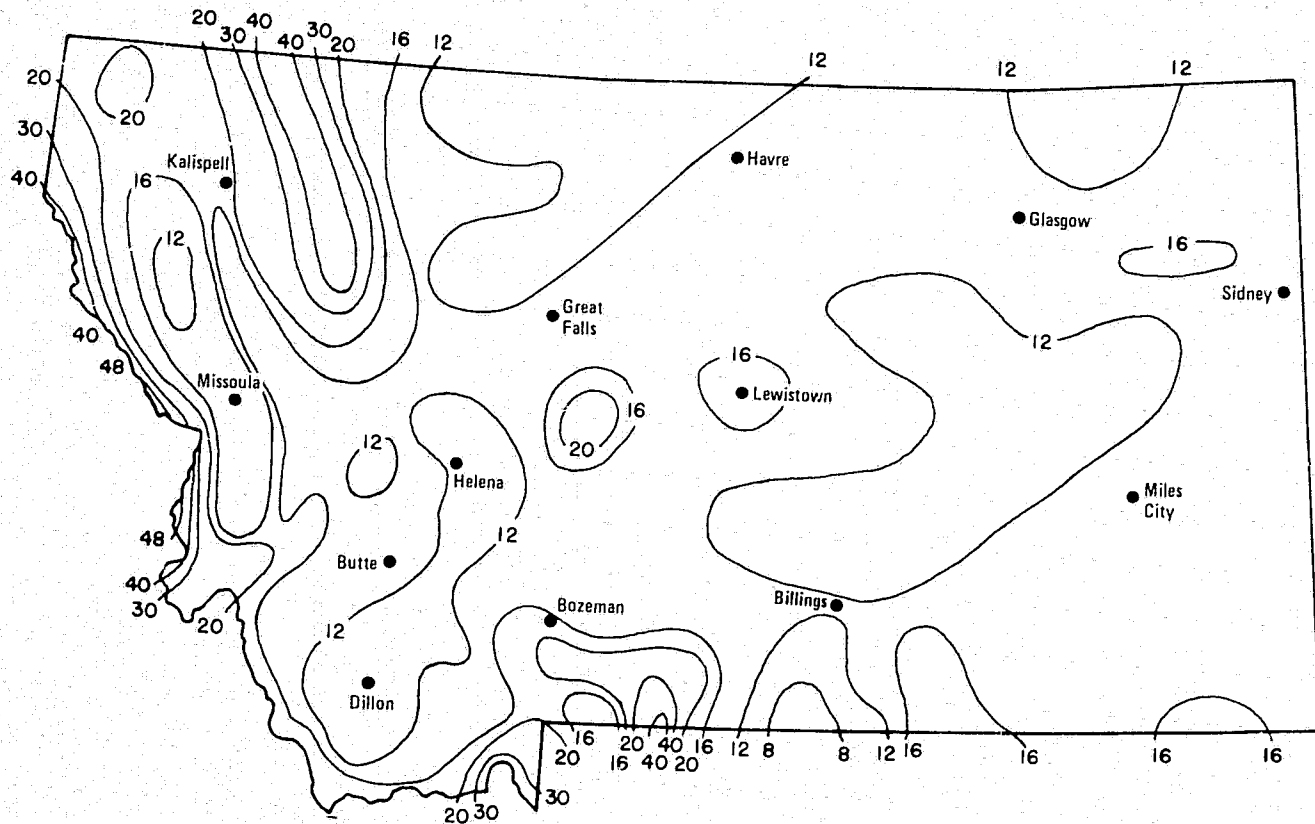 20 30 40 40 30 20 16 12
12 12 12
20
20
30
Havre
Kalispell
40
16
Glasgow
12
16
Sidney
Great
Falls
40
12
48
16
Missoula
Lewistown
16
12
20
Helena
Miles
City
12
48
Butte
40
Billings
30
Bozeman
20
12
Dillon
16 20 40 16 12 8 8 12 16
20 16 40 20 16 16 16
20 30 30